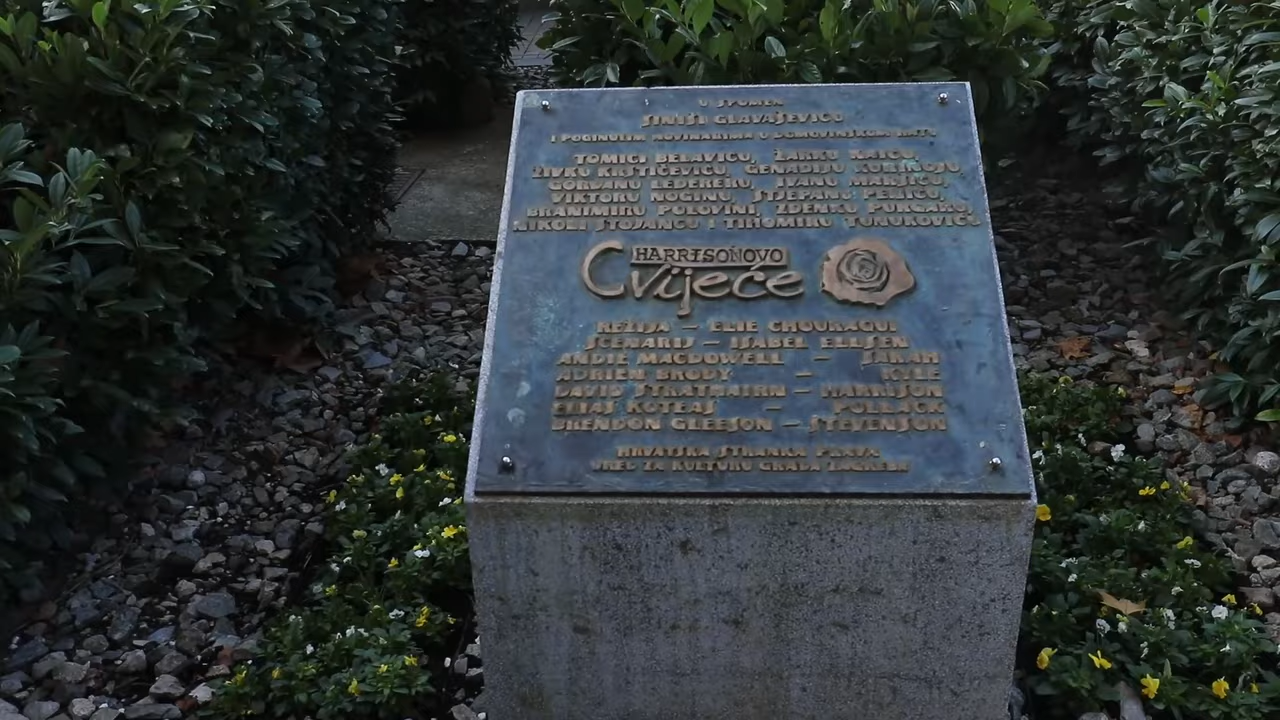 U SPOMEN
SINIŠI GLAVAŠEVIĆU
I POGINULIM NOVINARIMA U DOMOVINSKOM RATU
TOMICI BELAVIĆU, ŽARKU KAIĆU,
ŽIVKU KRSTIČEVIĆU, GENADIJU
GORDANU LEDERERU, IVANU MARŠIĆU,
VIKTORU NOGINU, STJEPANU PENIĆU,
BRANIMIRU POLOVINI, ZDENKU PURGARU,
NIKOLI STOJANCU I TIHOMIRU TUNUKOVIĆU
HARRISONOVO
Cvijeće
REŽIJA — ELIE CHOURAQUI
SCENARIJ — ISABEL ELLSEN
ANDIE MACDOWELL — SARAH
ADRIEN BRODY — KYLE
DAVID STRATHAIRN — HARRISON
ELIAS KOTEAS — POLLACK
BRENDON GLEESON — STEVENSON
HRVATSKA STRANKA PRAVA
URED ZA KULTURU GRADA ZAGREBA